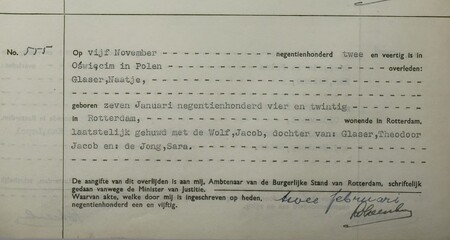 No. 555
Op vijf November - - - - - - - - - - - - - negentienhonderd twee en veertig is in
Oświęcim in Polen - - - - - - - - - - - - - - - - - - - - - - - overleden:
Glaser, Naatje, - - - - - - - - - - - - - - - - - - - - - - - - - - - -
geboren zeven Januari negentienhonderd vier en twintig - - - - - - -
- in Rotterdam, - - - - - - - - - - - - - - - - wonende in Rotterdam,
laatstelijk gehuwd met de Wolf, Jacob, dochter van: Glaser, Theodoor
Jacob en: de Jong, Sara. - - - - - - - - - - - - - - - - - - - - - -
De aangifte van dit overlijden is aan mij, Ambtenaar van de Burgerlijke Stand van Rotterdam, schriftelijk
gedaan vanwege de Minister van Justitie.
Waarvan akte, welke door mij is ingeschreven op heden, twee februari
negentienhonderd een en vijftig.